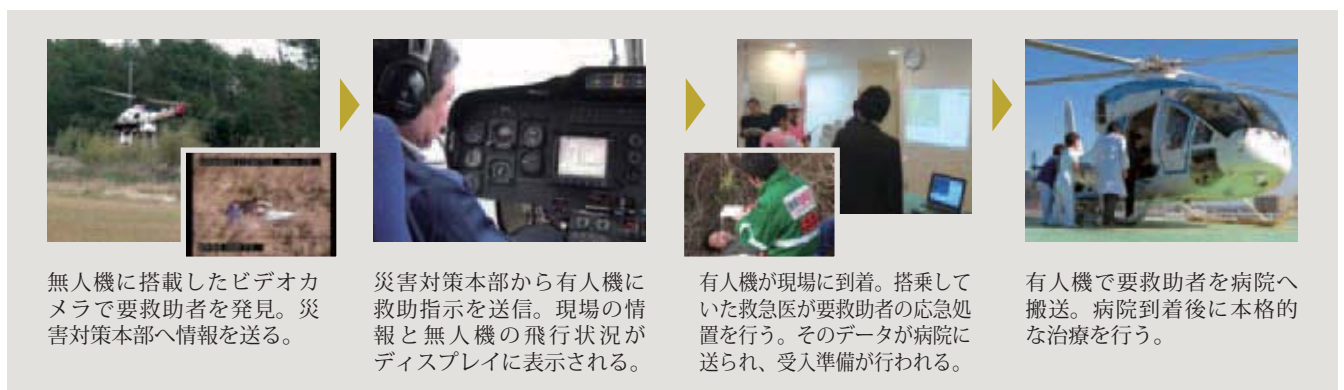 無人機に搭載したビデオカ
メラで要救助者を発見。災
害対策本部へ情報を送る。
災害対策本部から有人機に
救助指示を送信。現場の情
報と無人機の飛行状況が
ディスプレイに表示される。
有人機が現場に到着。搭乗して
いた救急医が要救助者の応急処
置を行う。そのデータが病院に
送られ、受入準備が行われる。
有人機で要救助者を病院へ
搬送。病院到着後に本格的
な治療を行う。